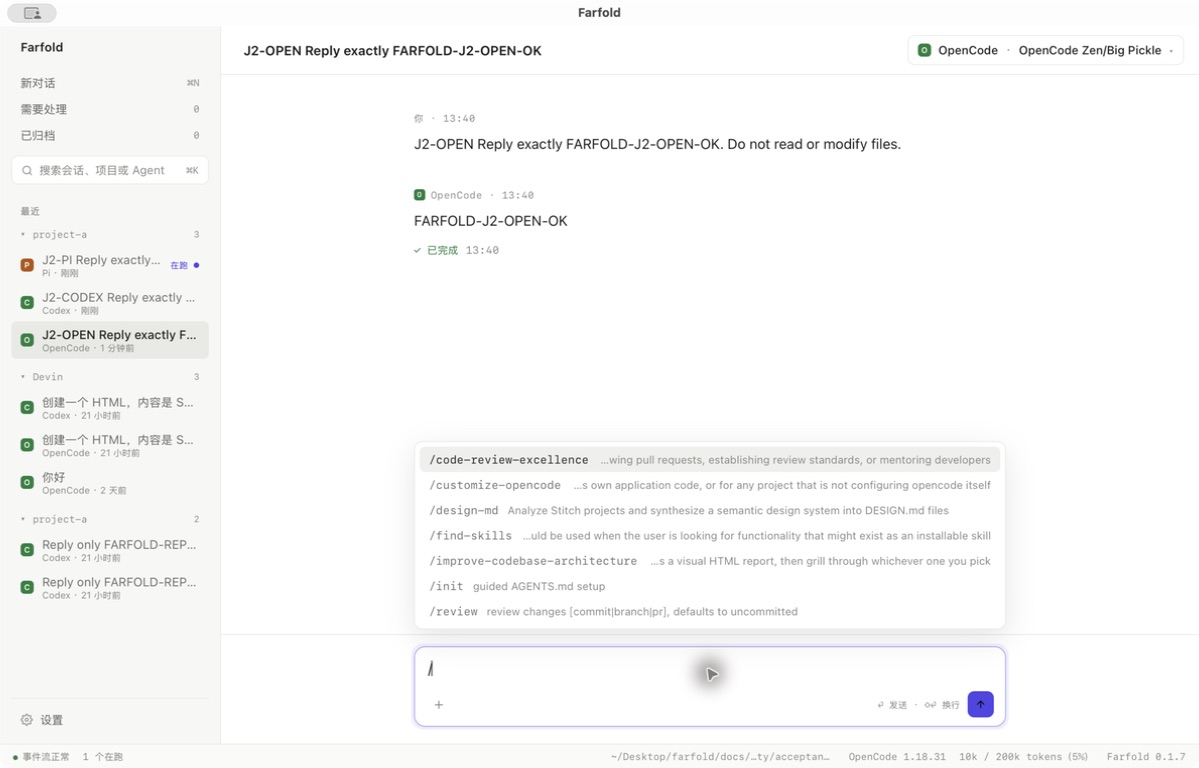 Farfold
Farfold
新对话 ⌘N
需要处理 0
已归档 0
搜索会话、项目或 Agent ⌘K
最近
project-a 3
P J2-PI Reply exactly... 在跑
Pi · 刚刚
C J2-CODEX Reply exactly ...
Codex · 刚刚
O J2-OPEN Reply exactly F...
OpenCode · 1 分钟前
Devin 3
C 创建一个 HTML，内容是 S...
Codex · 21 小时前
O 创建一个 HTML，内容是 S...
OpenCode · 21 小时前
O 你好
OpenCode · 2 天前
project-a 2
C Reply only FARFOLD-REP...
Codex · 21 小时前
C Reply only FARFOLD-REP...
Codex · 21 小时前
设置
J2-OPEN Reply exactly FARFOLD-J2-OPEN-OK
O OpenCode · OpenCode Zen/Big Pickle
你 · 13:40
J2-OPEN Reply exactly FARFOLD-J2-OPEN-OK. Do not read or modify files.
O OpenCode · 13:40
FARFOLD-J2-OPEN-OK
✓ 已完成 13:40
/code-review-excellence ...wing pull requests, establishing review standards, or mentoring developers
/customize-opencode ...s own application code, or for any project that is not configuring opencode itself
/design-md Analyze Stitch projects and synthesize a semantic design system into DESIGN.md files
/find-skills ...uld be used when the user is looking for functionality that might exist as an installable skill
/improve-codebase-architecture ...s a visual HTML report, then grill through whichever one you pick
/init guided AGENTS.md setup
/review review changes [commit|branch|pr], defaults to uncommitted
/
+ ⏎ 发送 · ⇧⏎ 换行
事件流正常 1 个在跑
~/Desktop/farfold/docs/…ty/acceptan… OpenCode 1.18.31 10k / 200k tokens (5%) Farfold 0.1.7